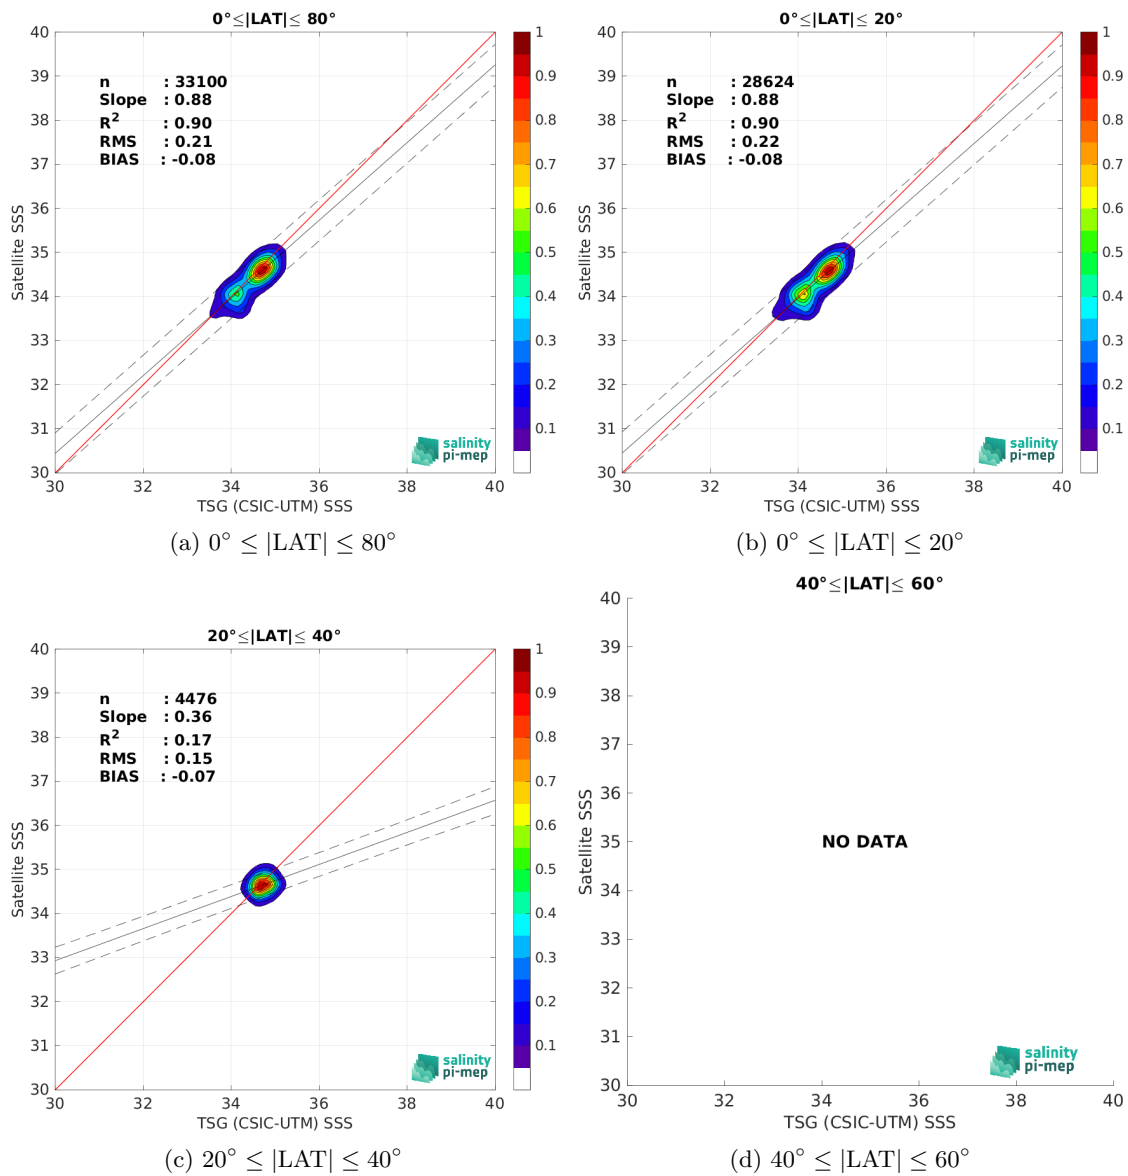 0°≤|LAT|≤ 80°
40
39
38
37
36
35
34
33
32
31
30
Satellite SSS
n : 33100
Slope : 0.88
R² : 0.90
RMS : 0.21
BIAS : -0.08
1
0.9
0.8
0.7
0.6
0.5
0.4
0.3
0.2
0.1
salinity
pi-mep
30 32 34 36 38 40
TSG (CSIC-UTM) SSS
(a) 0° ≤ |LAT| ≤ 80°
0°≤|LAT|≤ 20°
40
39
38
37
36
35
34
33
32
31
30
Satellite SSS
n : 28624
Slope : 0.88
R² : 0.90
RMS : 0.22
BIAS : -0.08
1
0.9
0.8
0.7
0.6
0.5
0.4
0.3
0.2
0.1
salinity
pi-mep
30 32 34 36 38 40
TSG (CSIC-UTM) SSS
(b) 0° ≤ |LAT| ≤ 20°
20°≤|LAT|≤ 40°
40
39
38
37
36
35
34
33
32
31
30
Satellite SSS
n : 4476
Slope : 0.36
R² : 0.17
RMS : 0.15
BIAS : -0.07
1
0.9
0.8
0.7
0.6
0.5
0.4
0.3
0.2
0.1
salinity
pi-mep
30 32 34 36 38 40
TSG (CSIC-UTM) SSS
(c) 20° ≤ |LAT| ≤ 40°
40°≤|LAT|≤ 60°
40
39
38
37
36
35
34
33
32
31
30
Satellite SSS
NO DATA
salinity
pi-mep
30 32 34 36 38 40
TSG (CSIC-UTM) SSS
(d) 40° ≤ |LAT| ≤ 60°